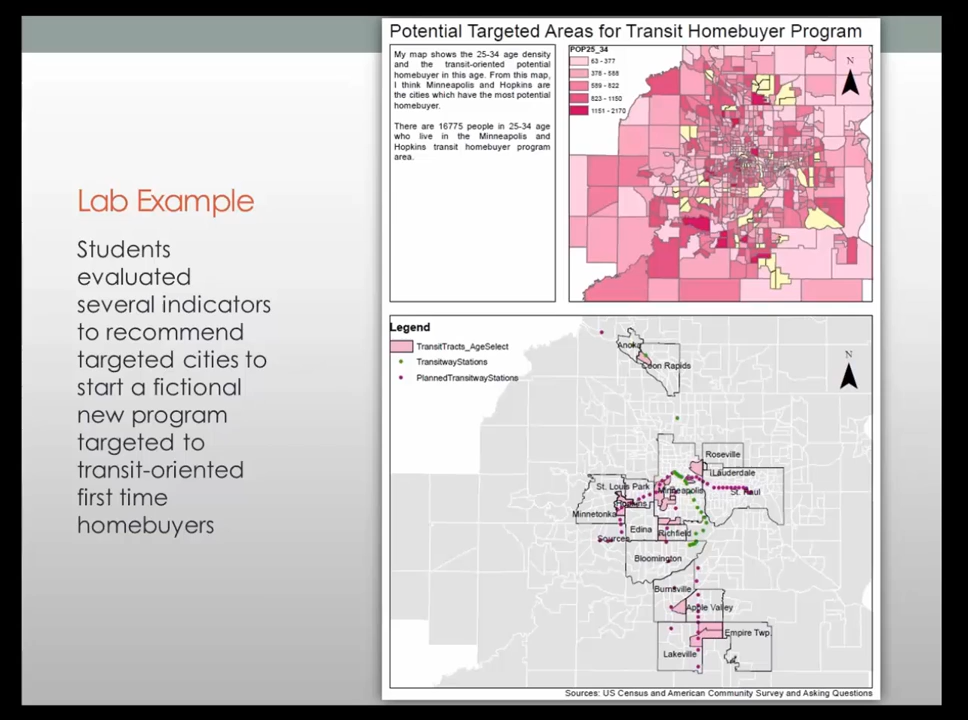 Lab Example
Students
evaluated
several indicators
to recommend
targeted cities to
start a fictional
new program
targeted to
transit-oriented
first time
homebuyers
Potential Targeted Areas for Transit Homebuyer Program
My map shows the 25-34 age density
and the transit-oriented potential
homebuyer in this age. From this map,
I think Minneapolis and Hopkins are
the cities which have the most potential
homebuyer.
There are 16775 people in 25-34 age
who live in the Minneapolis and
Hopkins transit homebuyer program
area.
POP25_34
63 - 377
378 - 588
589 - 822
823 - 1150
1151 - 2170
N
Legend
TransitTracts_AgeSelect
TransitwayStations
PlannedTransitwayStations
N
Anoka
Coon Rapids
Roseville
Lauderdale
St. Louis Park
Minneapolis
St. Paul
Hopkins
Minnetonka
Edina
Richfield
Bloomington
Burnsville
Apple Valley
Empire Twp.
Lakeville
Sources: US Census and American Community Survey and Asking Questions